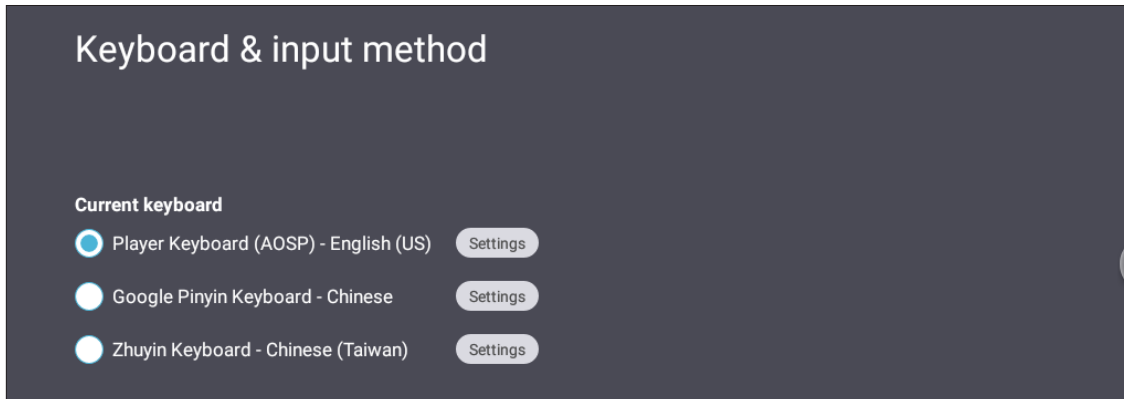 Keyboard & input method
Current keyboard
Player Keyboard (AOSP) - English (US) Settings
Google Pinyin Keyboard - Chinese Settings
Zhuyin Keyboard - Chinese (Taiwan) Settings